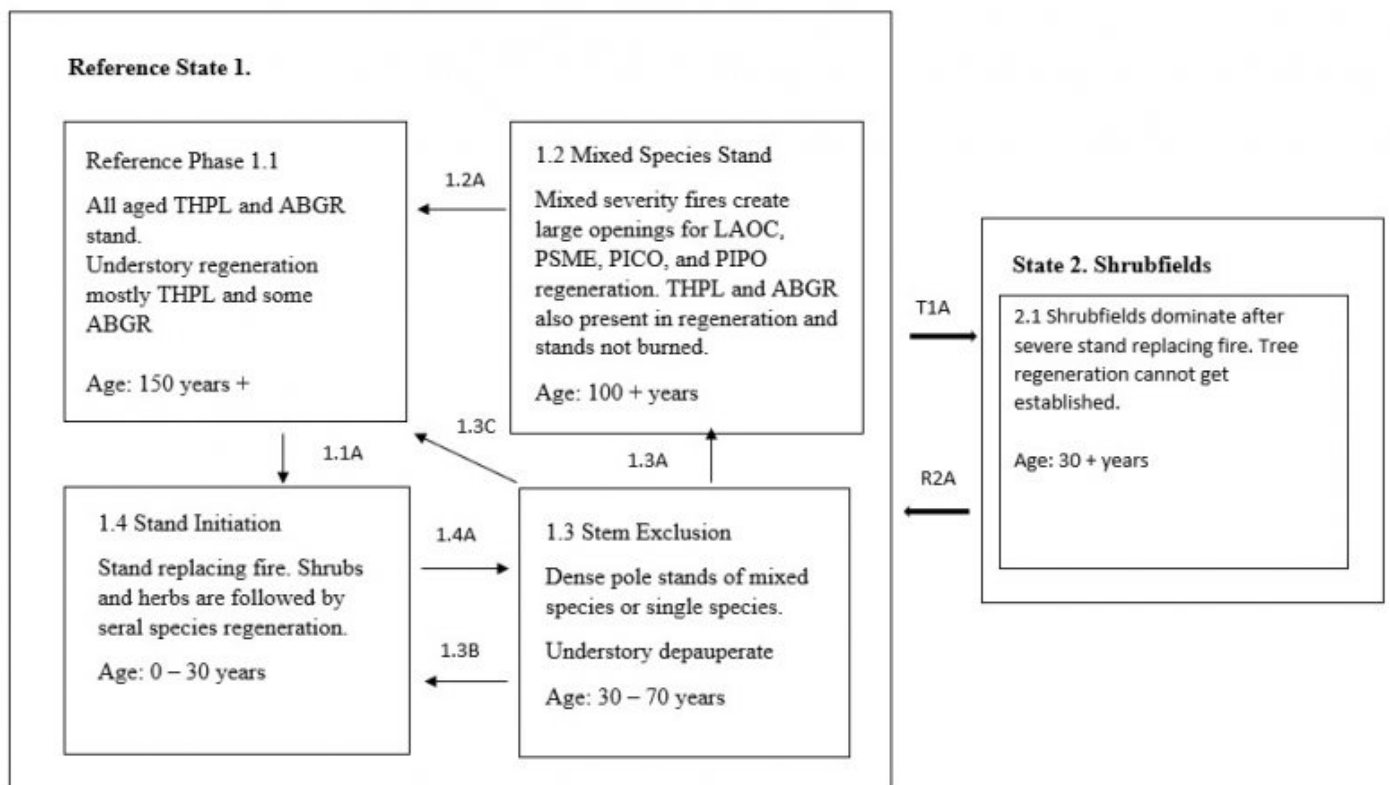 Reference State 1.
Reference Phase 1.1
All aged THPL and ABGR
stand.
Understory regeneration
mostly THPL and some
ABGR
Age: 150 years +
1.2A
1.2 Mixed Species Stand
Mixed severity fires create
large openings for LAOC,
PSME, PICO, and PIPO
regeneration. THPL and ABGR
also present in regeneration and
stands not burned.
Age: 100 + years
1.1A
1.3C
1.3A
1.4 Stand Initiation
Stand replacing fire. Shrubs
and herbs are followed by
seral species regeneration.
Age: 0 – 30 years
1.4A
1.3B
1.3 Stem Exclusion
Dense pole stands of mixed
species or single species.
Understory depauperate
Age: 30 – 70 years
T1A
R2A
State 2. Shrubfields
2.1 Shrubfields dominate after
severe stand replacing fire. Tree
regeneration cannot get
established.
Age: 30 + years